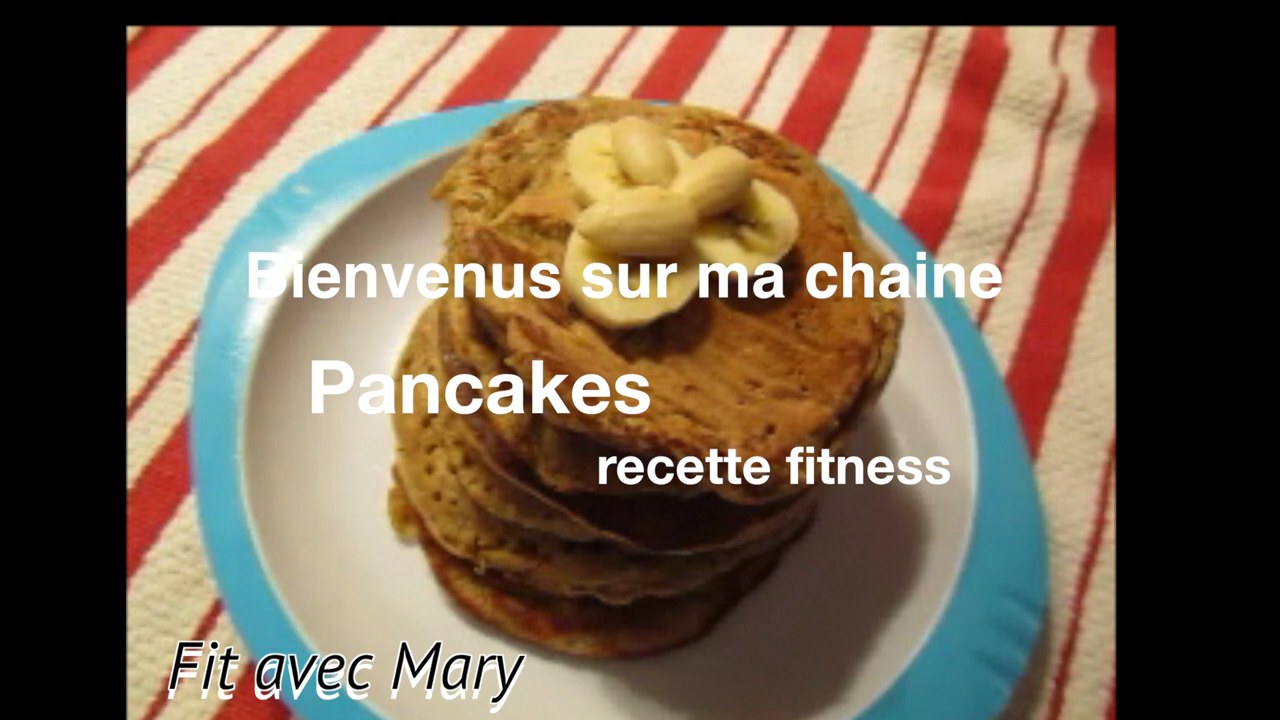 Bienvenus sur ma chaine
Pancakes
recette fitness
Fit avec Mary